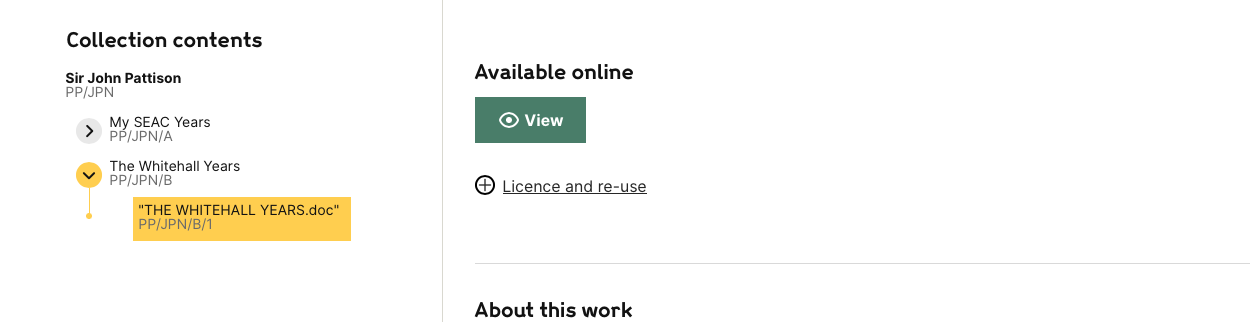 Collection contents
Sir John Pattison
PP/JPN
My SEAC Years
PP/JPN/A
The Whitehall Years
PP/JPN/B
"THE WHITEHALL YEARS.doc"
PP/JPN/B/1
Available online
View
Licence and re-use
About this work